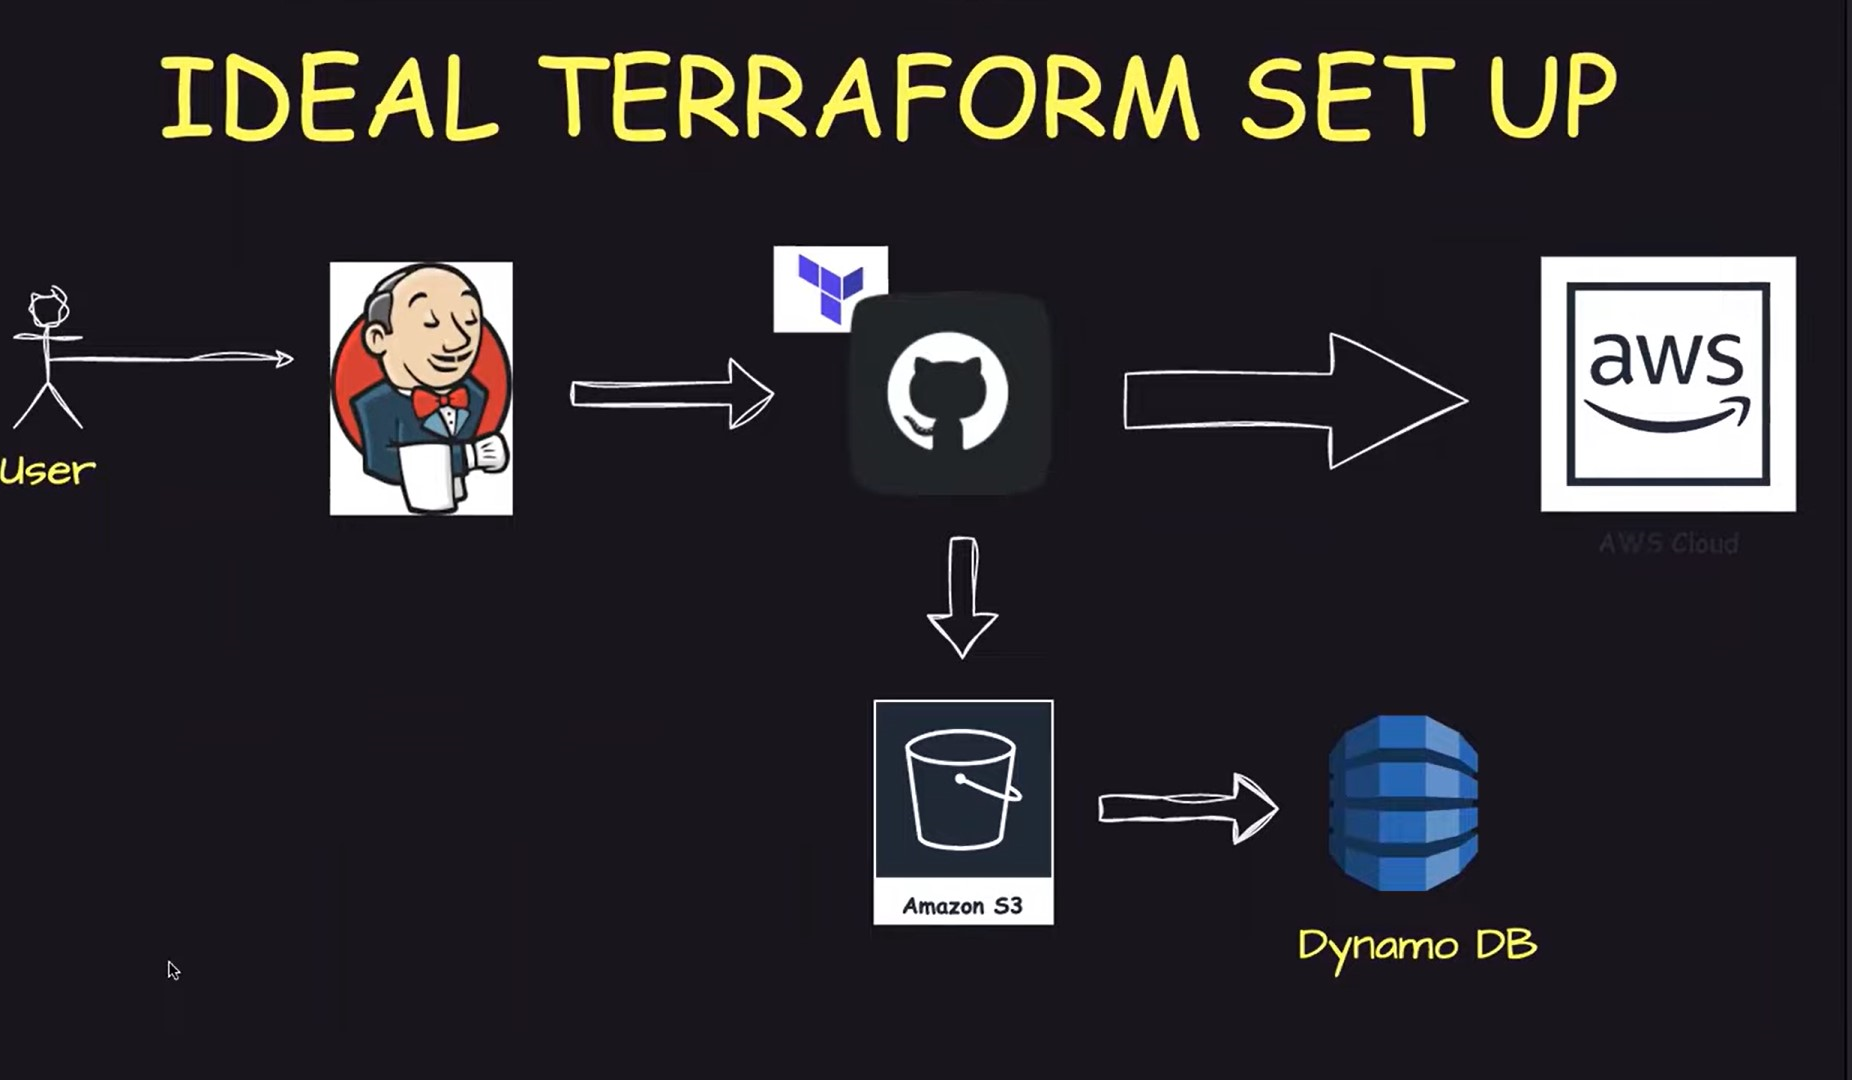 IDEAL TERRAFORM SET UP
User
aws
AWS Cloud
Amazon S3
Dynamo DB